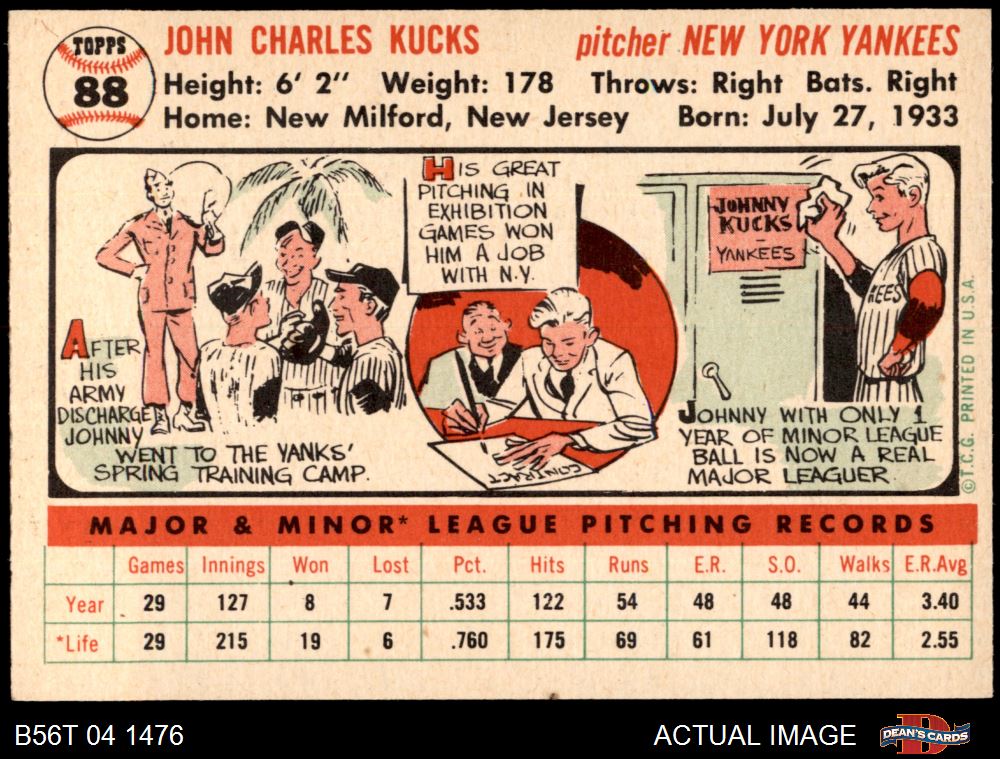 TOPPS
88
JOHN CHARLES KUCKS pitcher NEW YORK YANKEES
Height: 6' 2" Weight: 178 Throws: Right Bats. Right
Home: New Milford, New Jersey Born: July 27, 1933
AFTER
HIS
ARMY
DISCHARGE
JOHNNY
WENT TO THE YANKS'
SPRING TRAINING CAMP.
HIS GREAT
PITCHING IN
EXHIBITION
GAMES WON
HIM A JOB
WITH N.Y.
CONTRACT
JOHNNY
KUCKS
-
YANKEES
KEES
JOHNNY WITH ONLY 1
YEAR OF MINOR LEAGUE
BALL IS NOW A REAL
MAJOR LEAGUER.
© T.C.G. PRINTED IN U.S.A.
MAJOR & MINOR* LEAGUE PITCHING RECORDS
Games Innings Won Lost Pct. Hits Runs E.R. S.O. Walks E.R.Avg
Year 29 127 8 7 .533 122 54 48 48 44 3.40
*Life 29 215 19 6 .760 175 69 61 118 82 2.55
B56T 04 1476 ACTUAL IMAGE D DEAN'S CARDS